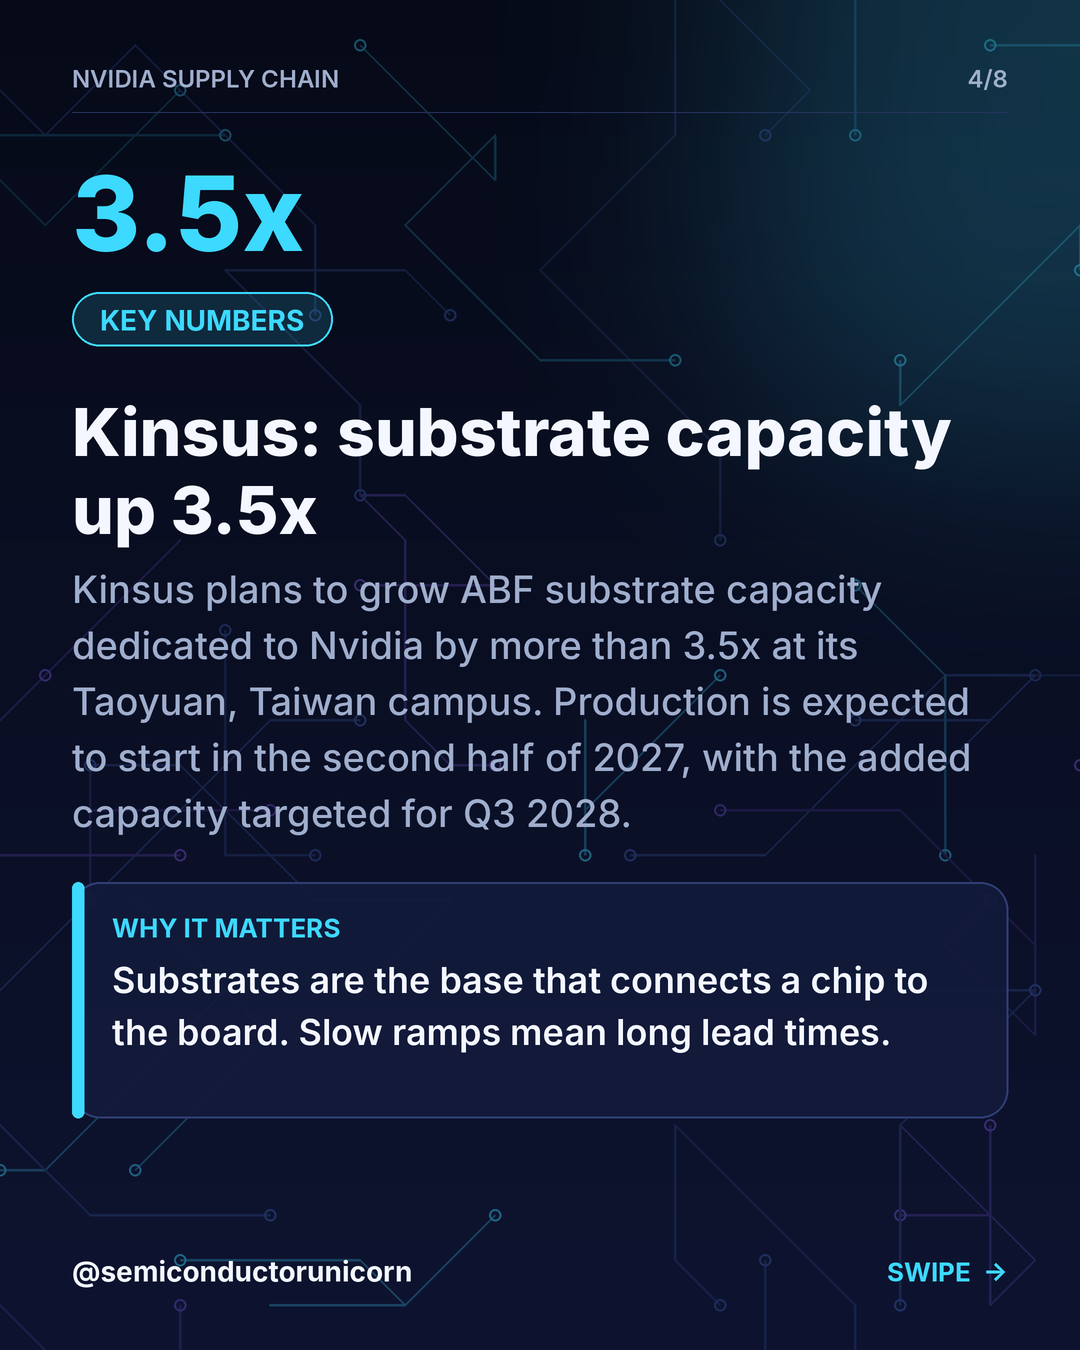 NVIDIA SUPPLY CHAIN
4/8
3.5x
KEY NUMBERS
Kinsus: substrate capacity
up 3.5x
Kinsus plans to grow ABF substrate capacity
dedicated to Nvidia by more than 3.5x at its
Taoyuan, Taiwan campus. Production is expected
to start in the second half of 2027, with the added
capacity targeted for Q3 2028.
WHY IT MATTERS
Substrates are the base that connects a chip to
the board. Slow ramps mean long lead times.
@semiconductorunicorn
SWIPE →